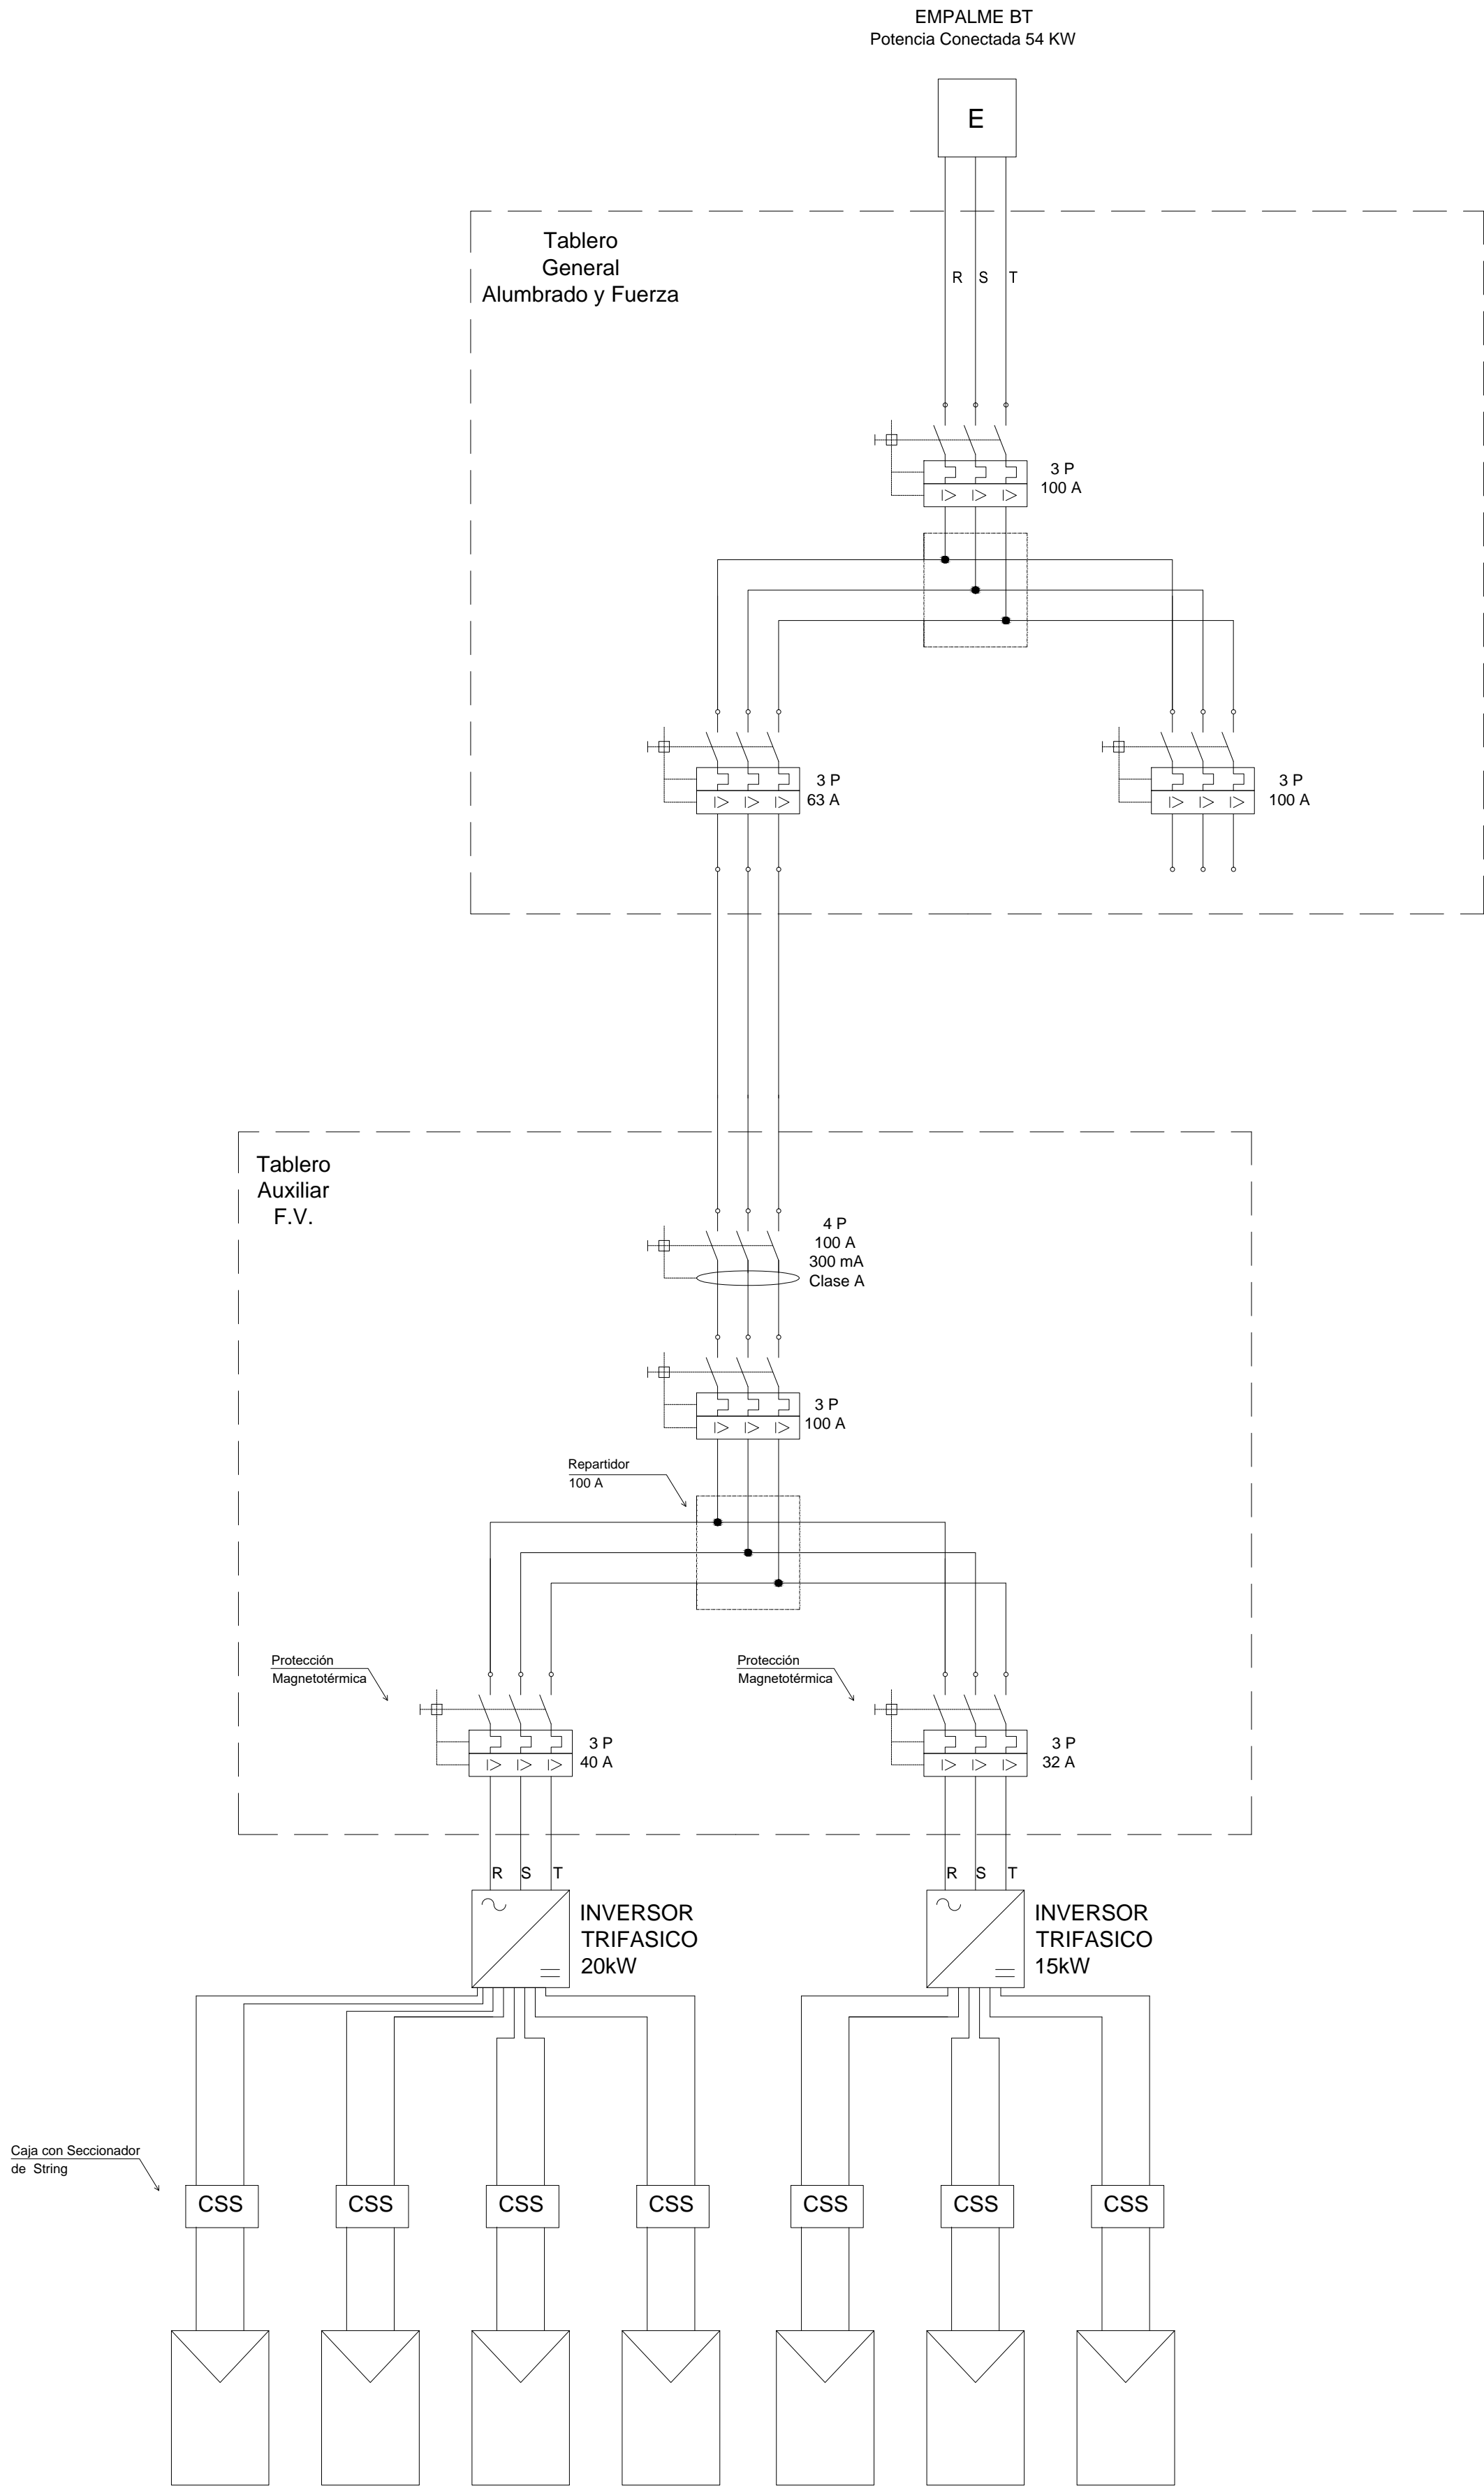 EMPALME BT
Potencia Conectada 54 KW
E
Tablero
General
Alumbrado y Fuerza
R S T
3 P
100 A
3 P
63 A
3 P
100 A
Tablero
Auxiliar
F.V.
4 P
100 A
300 mA
Clase A
3 P
100 A
Repartidor
100 A
Protección
Magnetotérmica
Protección
Magnetotérmica
3 P
40 A
3 P
32 A
R S T
R S T
INVERSOR
TRIFASICO
20kW
INVERSOR
TRIFASICO
15kW
Caja con Seccionador
de String
CSS
CSS
CSS
CSS
CSS
CSS
CSS